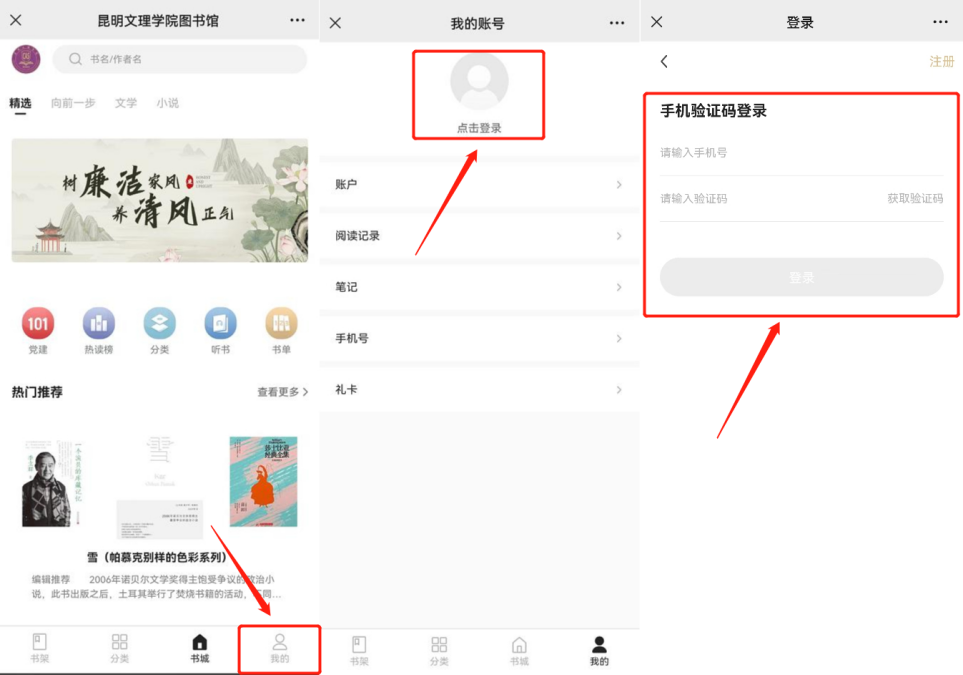 昆明文理学院图书馆
书名/作者名
精选
向前一步
文学
小说
树廉洁家风
养清风正气
101
党建
热读榜
分类
听书
书单
热门推荐
查看更多
雪
莎士比亚
经典全集
雪（帕慕克别样的色彩系列）
编辑推荐 2006年诺贝尔文学奖得主饱受争议的政治小
说，此书出版之后，土耳其举行了焚烧书籍的活动，
书架
分类
书城
我的
我的账号
点击登录
账户
阅读记录
笔记
手机号
礼卡
书架
分类
书城
我的
登录
注册
手机验证码登录
请输入手机号
请输入验证码
获取验证码
登录